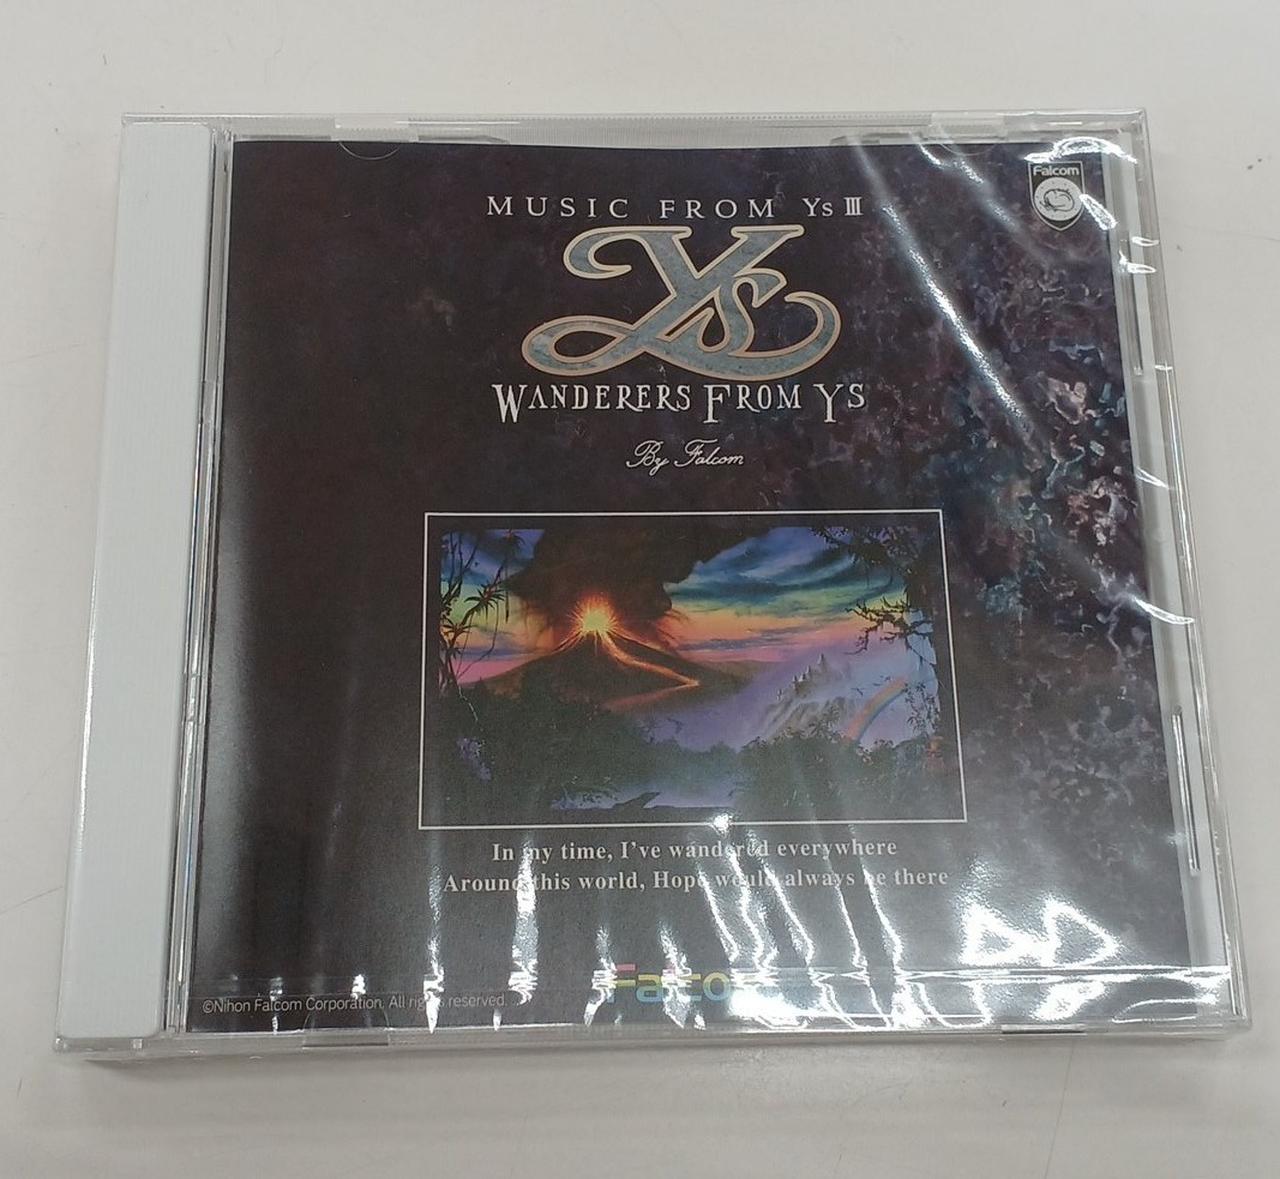 Falcom
MUSIC FROM Ys III
Ys
WANDERERS FROM YS
By Falcom
In my time, I've wandered everywhere
Around this world, Hope would always be there
Falcom
©Nihon Falcom Corporation. All rights reserved.